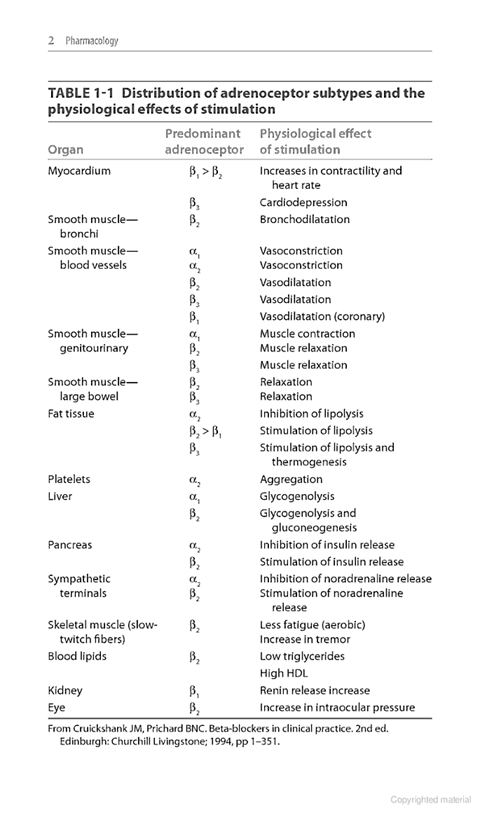 2 Pharmacology
TABLE 1-1 Distribution of adrenoceptor subtypes and the
physiological effects of stimulation
Predominant Physiological effect
Organ adrenoceptor of stimulation
Myocardium β₁ > β₂ Increases in contractility and
heart rate
β₃ Cardiodepression
Smooth muscle— β₂ Bronchodilatation
bronchi
Smooth muscle— α₁ Vasoconstriction
blood vessels α₂ Vasoconstriction
β₂ Vasodilatation
β₃ Vasodilatation
β₁ Vasodilatation (coronary)
Smooth muscle— α₁ Muscle contraction
genitourinary β₂ Muscle relaxation
β₃ Muscle relaxation
Smooth muscle— β₂ Relaxation
large bowel β₃ Relaxation
Fat tissue α₂ Inhibition of lipolysis
β₂ > β₁ Stimulation of lipolysis
β₃ Stimulation of lipolysis and
thermogenesis
Platelets α₂ Aggregation
Liver α₁ Glycogenolysis
β₂ Glycogenolysis and
gluconeogenesis
Pancreas α₂ Inhibition of insulin release
β₂ Stimulation of insulin release
Sympathetic α₂ Inhibition of noradrenaline release
terminals β₂ Stimulation of noradrenaline
release
Skeletal muscle (slow- β₂ Less fatigue (aerobic)
twitch fibers) Increase in tremor
Blood lipids β₂ Low triglycerides
High HDL
Kidney β₁ Renin release increase
Eye β₂ Increase in intraocular pressure
From Cruickshank JM, Prichard BNC. Beta-blockers in clinical practice. 2nd ed.
Edinburgh: Churchill Livingstone; 1994, pp 1–351.
Copyrighted material